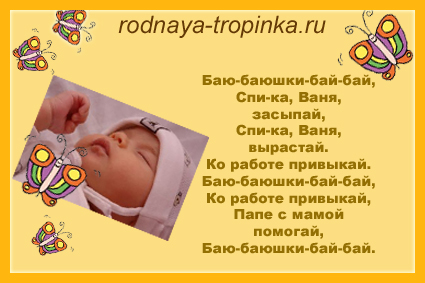 rodnaya-tropinka.ru
Баю-баюшки-бай-бай,
Спи-ка, Ваня,
засыпай,
Спи-ка, Ваня,
вырастай.
Ко работе привыкай.
Баю-баюшки-бай-бай,
Ко работе привыкай,
Папе с мамой
помогай,
Баю-баюшки-бай-бай.